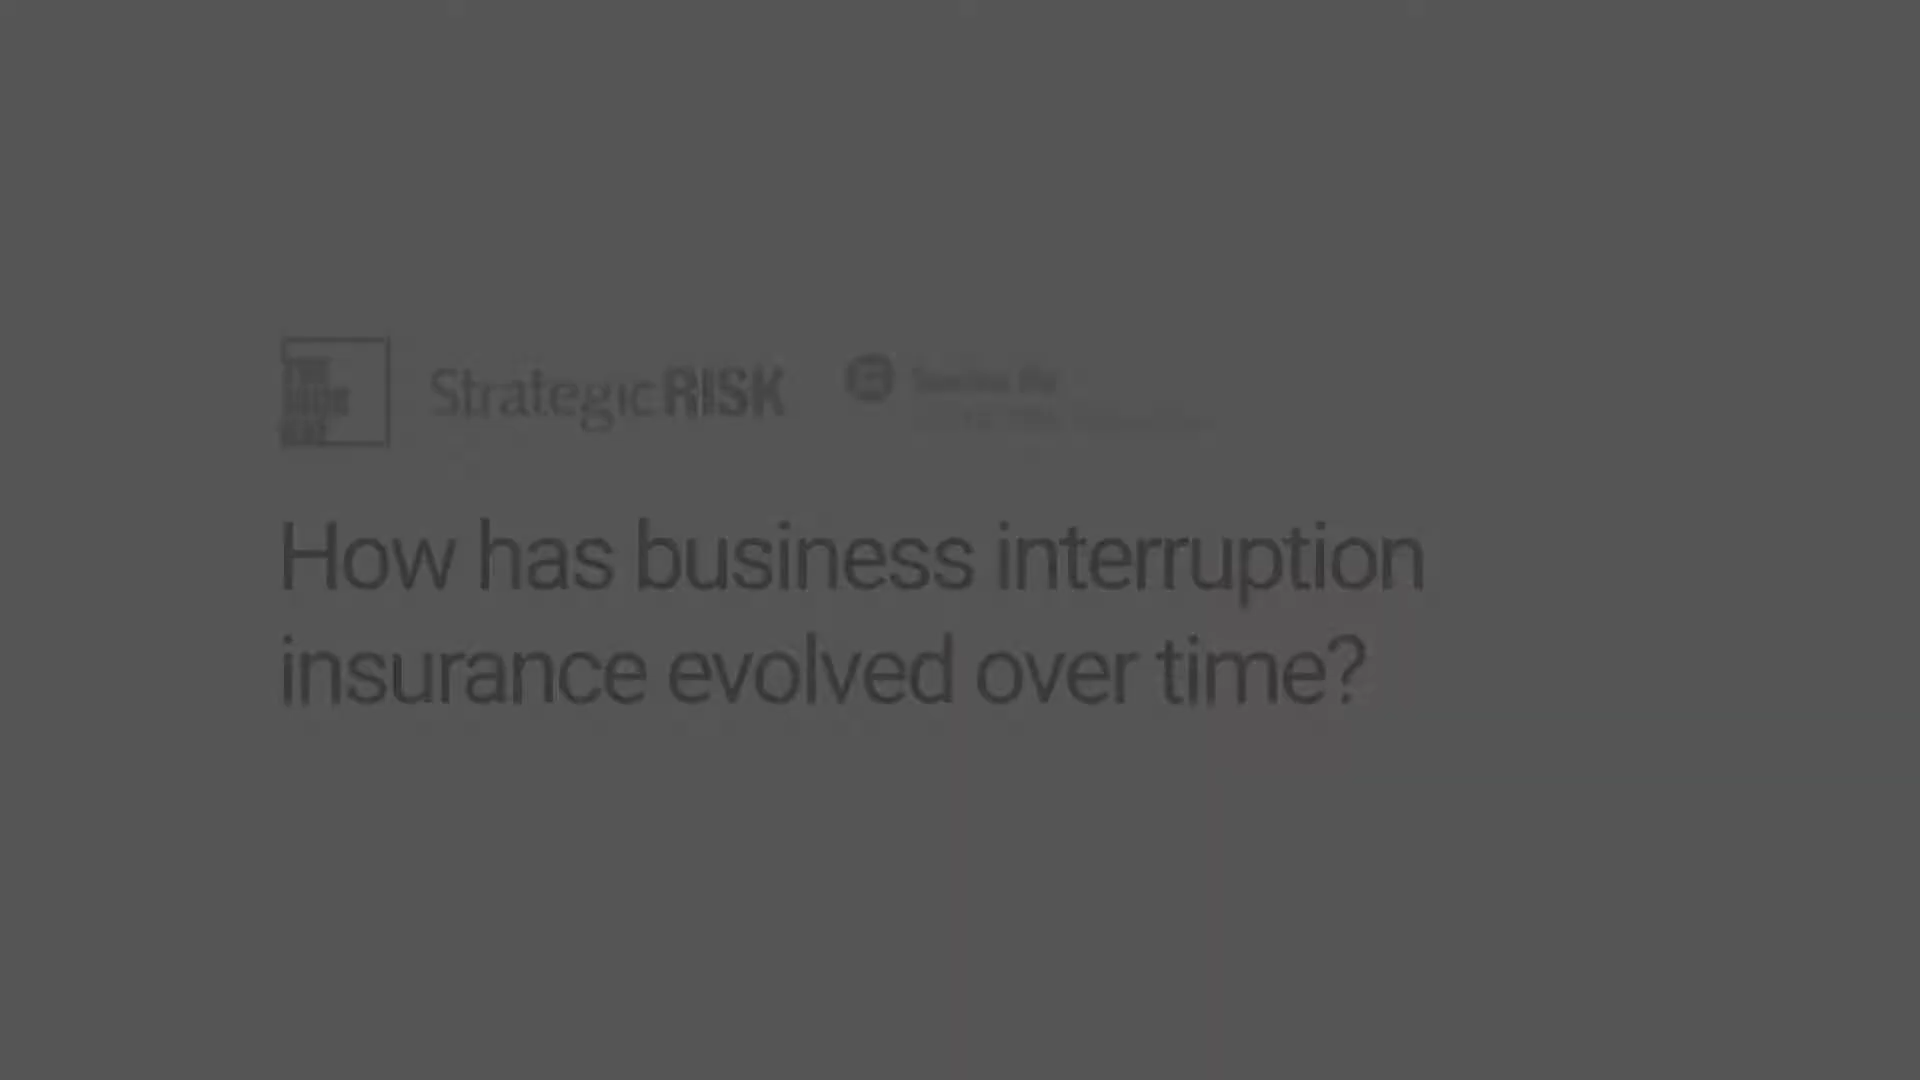 StrategicRISK
How has business interruption
insurance evolved over time?